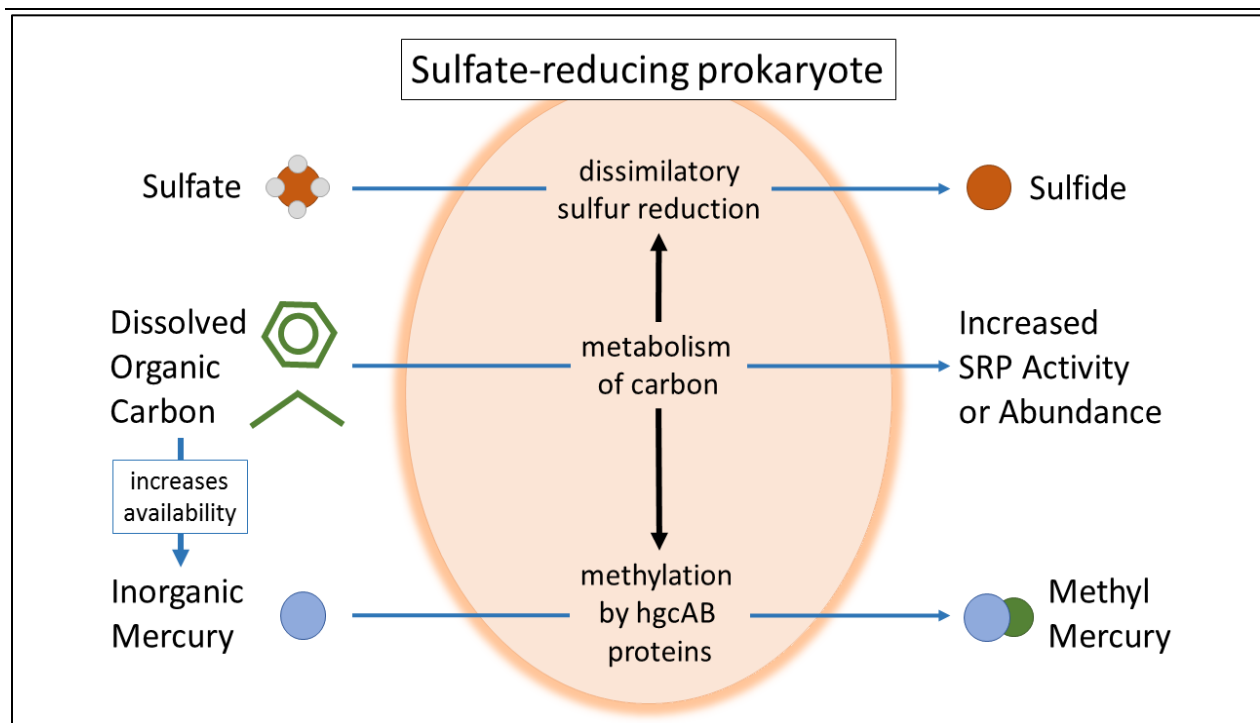 Sulfate-reducing prokaryote
Sulfate
dissimilatory
sulfur reduction
Sulfide
Dissolved
Organic
Carbon
metabolism
of carbon
Increased
SRP Activity
or Abundance
increases
availability
Inorganic
Mercury
methylation
by hgcAB
proteins
Methyl
Mercury